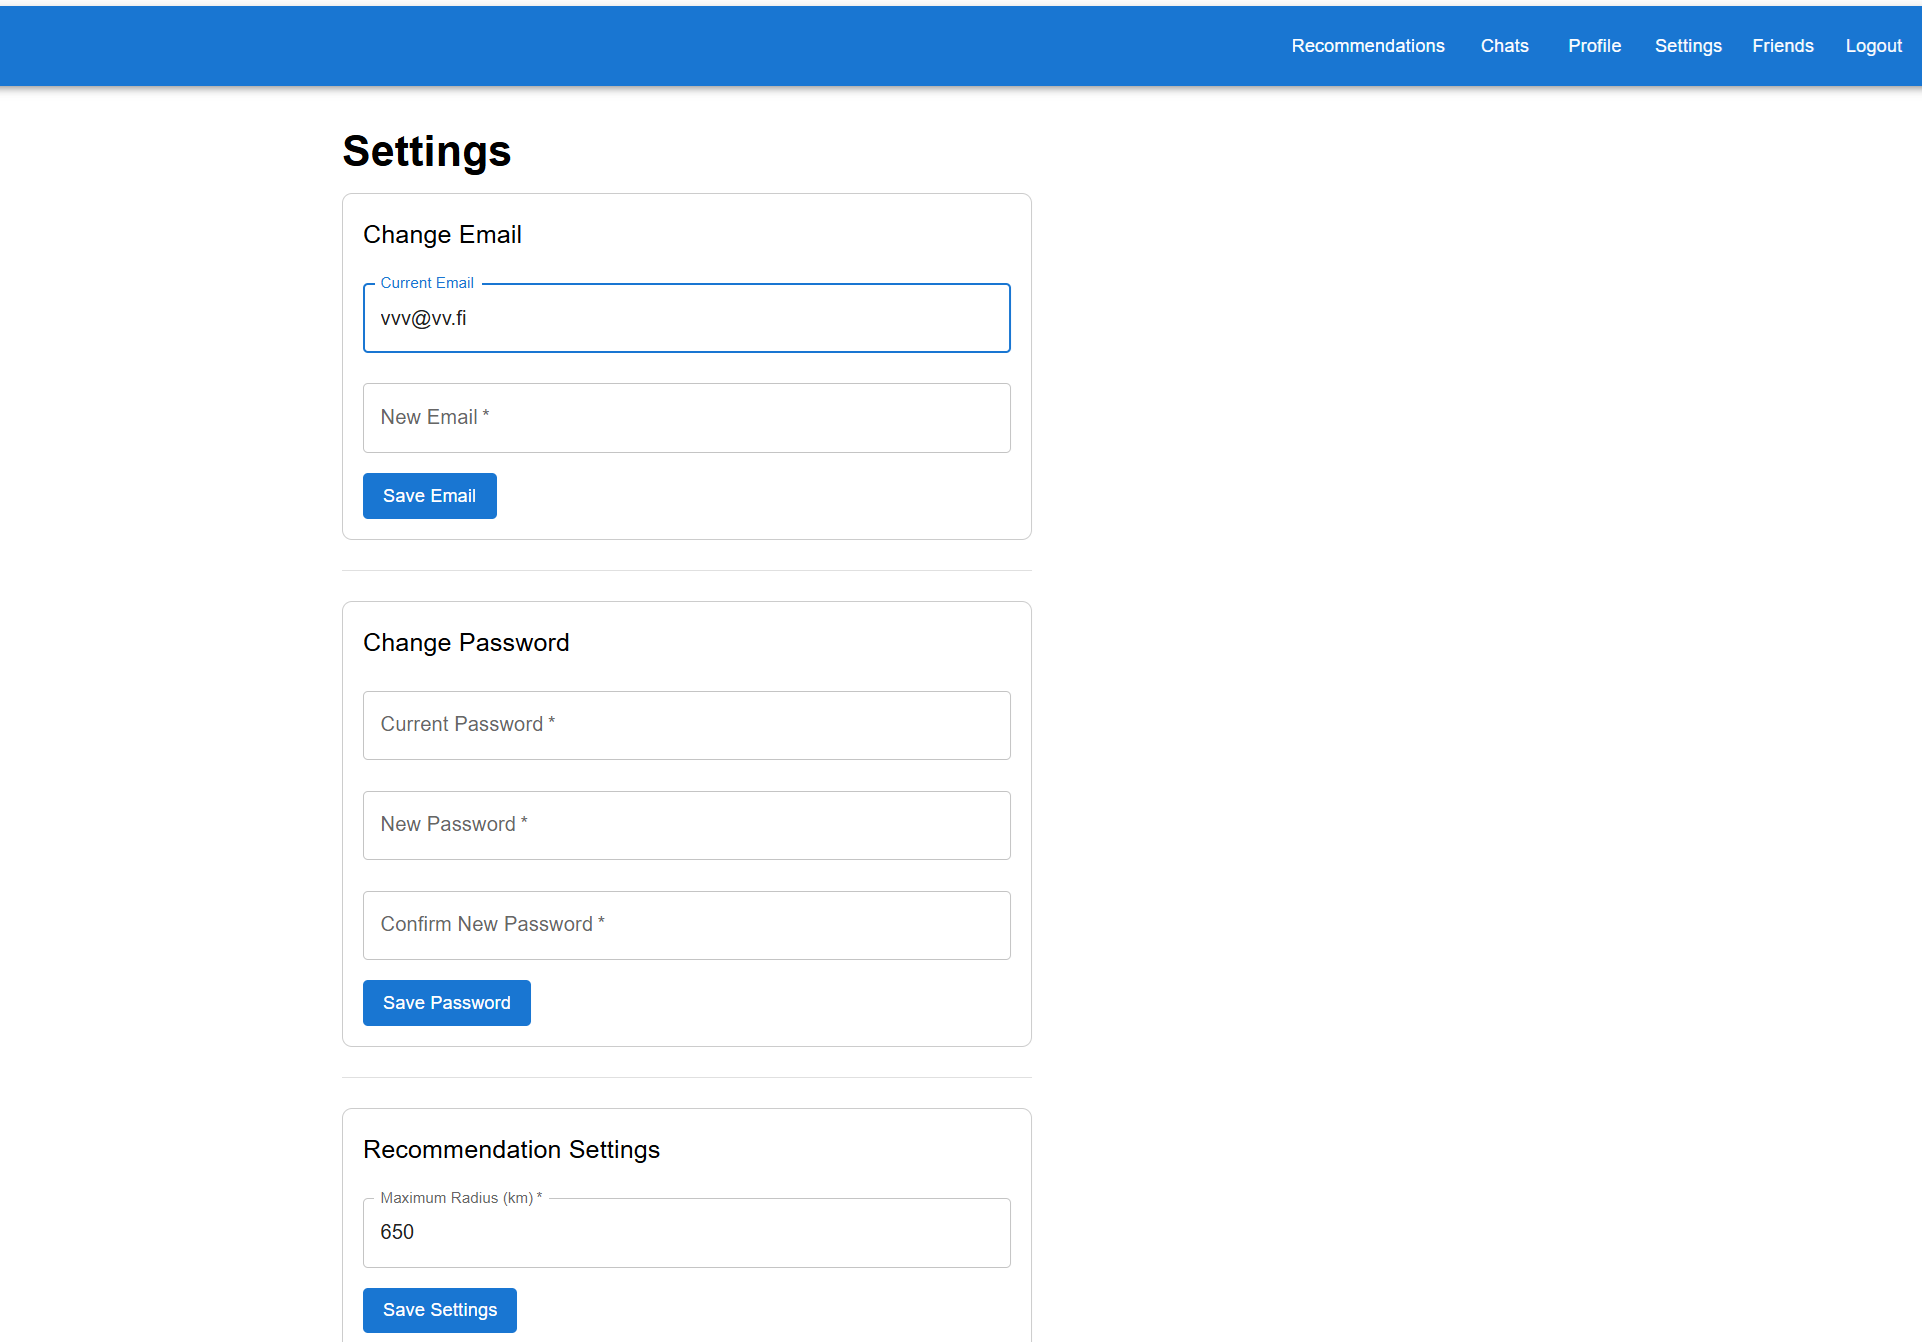 Recommendations Chats Profile Settings Friends Logout
Settings
Change Email
Current Email
vvv@vv.fi
New Email *
Save Email
Change Password
Current Password *
New Password *
Confirm New Password *
Save Password
Recommendation Settings
Maximum Radius (km) *
650
Save Settings